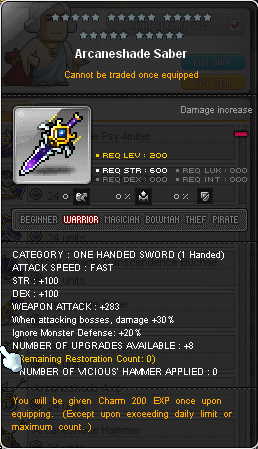 Arcaneshade Saber
Cannot be traded once equipped
Damage increase
REQ LEV : 200
REQ STR : 600 REQ LUK : 000
REQ DEX : 000 REQ INT : 000
0 % 0 % 0
BEGINNER WARRIOR MAGICIAN BOWMAN THIEF PIRATE
CATEGORY : ONE HANDED SWORD (1 Handed)
ATTACK SPEED : FAST
STR : +100
DEX : +100
WEAPON ATTACK : +283
When attacking bosses, damage +30%
Ignore Monster Defense: +20%
NUMBER OF UPGRADES AVAILABLE : +8
(Remaining Restoration Count: 0)
NUMBER OF VICIOUS' HAMMER APPLIED : 0
You will be given Charm 200 EXP once upon
equipping. (Except upon exceeding daily limit or
maximum count. )